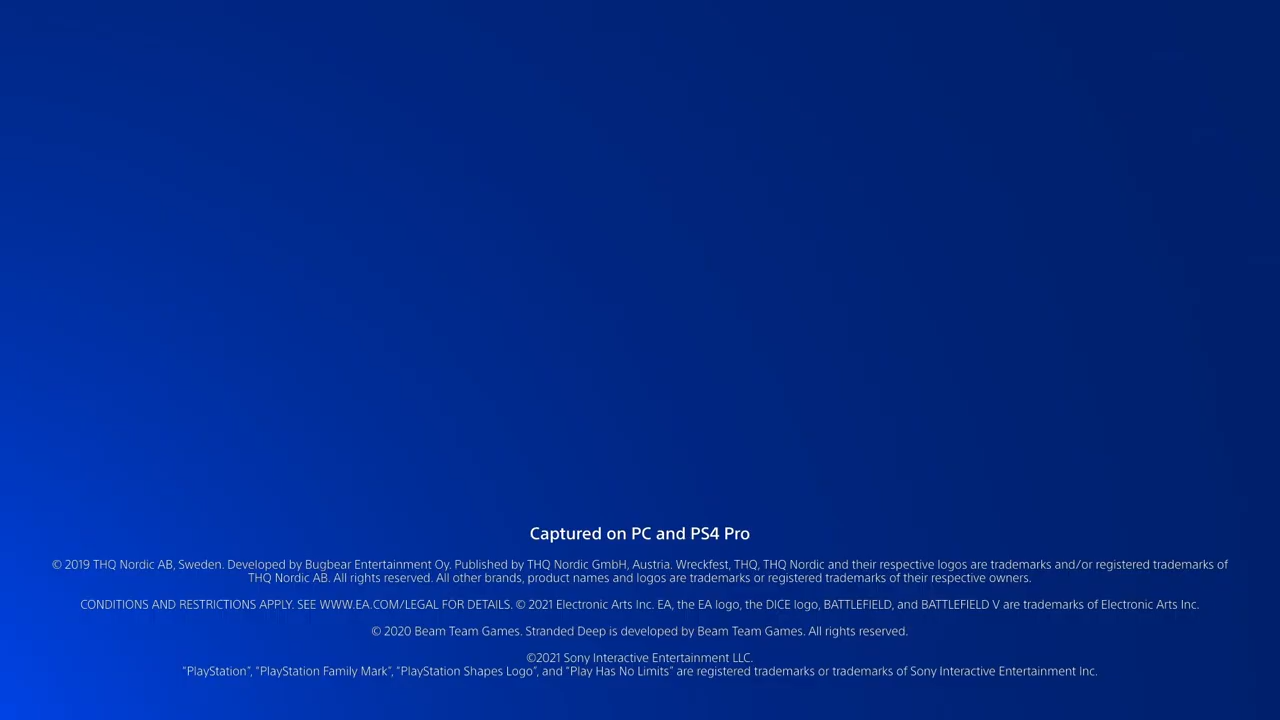 Captured on PC and PS4 Pro
© 2019 THQ Nordic AB, Sweden. Developed by Bugbear Entertainment Oy. Published by THQ Nordic GmbH, Austria. Wreckfest, THQ, THQ Nordic and their respective logos are trademarks and/or registered trademarks of
THQ Nordic AB. All rights reserved. All other brands, product names and logos are trademarks or registered trademarks of their respective owners.
CONDITIONS AND RESTRICTIONS APPLY. SEE WWW.EA.COM/LEGAL FOR DETAILS. © 2021 Electronic Arts Inc. EA, the EA logo, the DICE logo, BATTLEFIELD, and BATTLEFIELD V are trademarks of Electronic Arts Inc.
© 2020 Beam Team Games. Stranded Deep is developed by Beam Team Games. All rights reserved.
©2021 Sony Interactive Entertainment LLC.
"PlayStation", "PlayStation Family Mark", "PlayStation Shapes Logo", and "Play Has No Limits" are registered trademarks or trademarks of Sony Interactive Entertainment Inc.